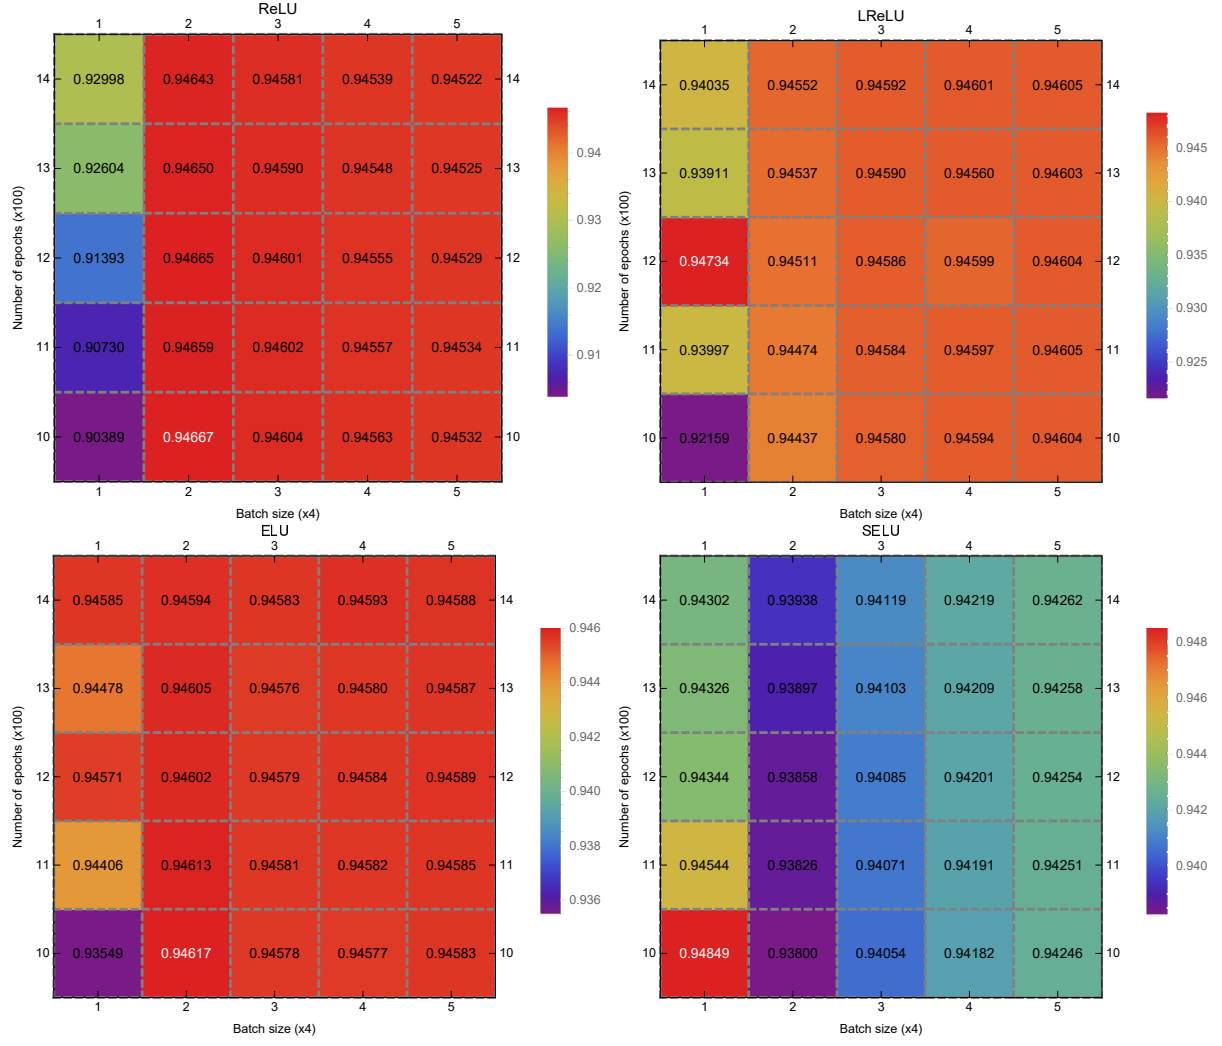 ReLU
1 2 3 4 5
14 0.92998 0.94643 0.94581 0.94539 0.94522 14
13 0.92604 0.94650 0.94590 0.94548 0.94525 13
12 0.91393 0.94665 0.94601 0.94555 0.94529 12
11 0.90730 0.94659 0.94602 0.94557 0.94534 11
10 0.90389 0.94667 0.94604 0.94563 0.94532 10
1 2 3 4 5
Number of epochs (x100)
Batch size (x4)
0.94
0.93
0.92
0.91
LReLU
1 2 3 4 5
14 0.94035 0.94552 0.94592 0.94601 0.94605 14
13 0.93911 0.94537 0.94590 0.94560 0.94603 13
12 0.94734 0.94511 0.94586 0.94599 0.94604 12
11 0.93997 0.94474 0.94584 0.94597 0.94605 11
10 0.92159 0.94437 0.94580 0.94594 0.94604 10
1 2 3 4 5
Number of epochs (x100)
Batch size (x4)
0.945
0.940
0.935
0.930
0.925
ELU
1 2 3 4 5
14 0.94585 0.94594 0.94583 0.94593 0.94588 14
13 0.94478 0.94605 0.94576 0.94580 0.94587 13
12 0.94571 0.94602 0.94579 0.94584 0.94589 12
11 0.94406 0.94613 0.94581 0.94582 0.94585 11
10 0.93549 0.94617 0.94578 0.94577 0.94583 10
1 2 3 4 5
Number of epochs (x100)
Batch size (x4)
0.946
0.944
0.942
0.940
0.938
0.936
SELU
1 2 3 4 5
14 0.94302 0.93938 0.94119 0.94219 0.94262 14
13 0.94326 0.93897 0.94103 0.94209 0.94258 13
12 0.94344 0.93858 0.94085 0.94201 0.94254 12
11 0.94544 0.93826 0.94071 0.94191 0.94251 11
10 0.94849 0.93800 0.94054 0.94182 0.94246 10
1 2 3 4 5
Number of epochs (x100)
Batch size (x4)
0.948
0.946
0.944
0.942
0.940